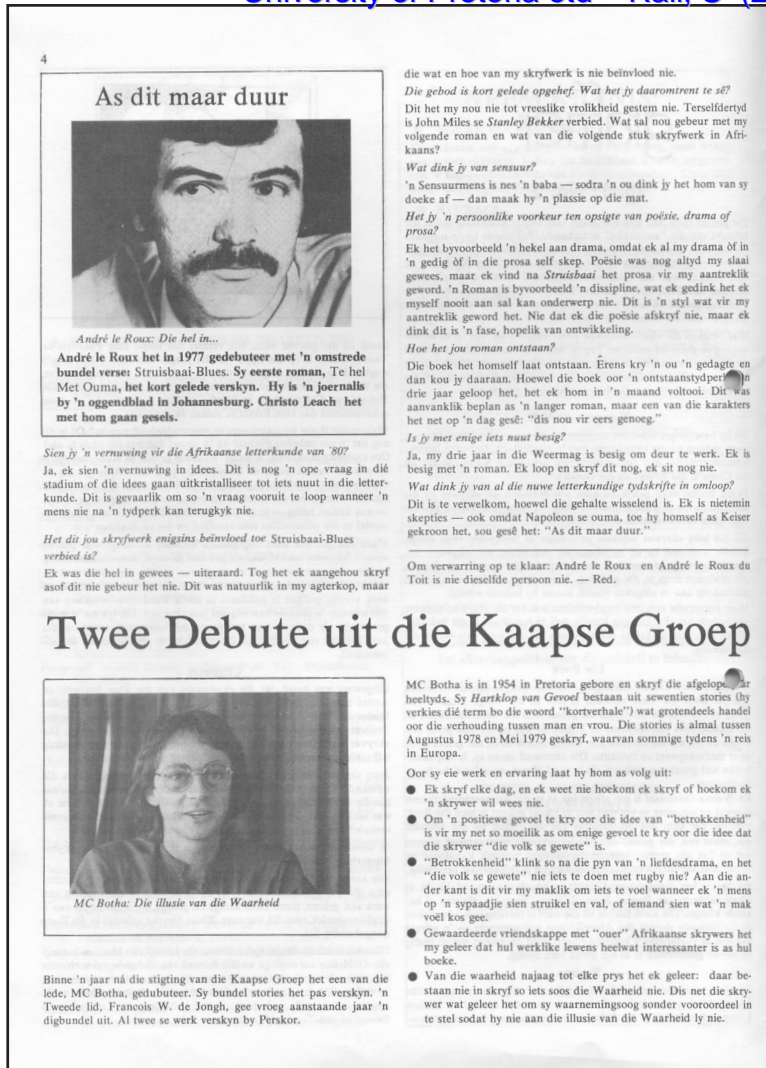 University of Pretoria etd – Rall, S (2
4
As dit maar duur
André le Roux: Die hel in...
André le Roux het in 1977 gedebuteer met 'n omstrede
bundel verse: Struisbaai-Blues. Sy eerste roman, Te hel
Met Ouma, het kort gelede verskyn. Hy is 'n joernalis
by 'n oggendblad in Johannesburg. Christo Leach het
met hom gaan gesels.
Sien jy 'n vernuwing vir die Afrikaanse letterkunde van '80?
Ja, ek sien 'n vernuwing in idees. Dit is nog 'n ope vraag in dié
stadium of die idees gaan uitkristalliseer tot iets nuut in die letter-
kunde. Dit is gevaarlik om so 'n vraag vooruit te loop wanneer 'n
mens nie na 'n tydperk kan terugkyk nie.
Het dit jou skryfwerk enigsins beïnvloed toe Struisbaai-Blues
verbied is?
Ek was die hel in gewees — uiteraard. Tog het ek aangehou skryf
asof dit nie gebeur het nie. Dit was natuurlik in my agterkop, maar
die wat en hoe van my skryfwerk is nie beïnvloed nie.
Die gebod is kort gelede opgehef. Wat het jy daaromtrent te sê?
Dit het my nou nie tot vreeslike vrolikheid gestem nie. Terselfdertyd
is John Miles se Stanley Bekker verbied. Wat sal nou gebeur met my
volgende roman en wat van die volgende stuk skryfwerk in Afri-
kaans?
Wat dink jy van sensuur?
'n Sensuurmens is nes 'n baba — sodra 'n ou dink jy het hom van sy
doeke af — dan maak hy 'n plassie op die mat.
Het jy 'n persoonlike voorkeur ten opsigte van poësie, drama of
prosa?
Ek het byvoorbeeld 'n hekel aan drama, omdat ek al my drama òf in
'n gedig òf in die prosa self skep. Poësie was nog altyd my slaai
gewees, maar ek vind na Struisbaai het prosa vir my aantreklik
geword. 'n Roman is byvoorbeeld 'n dissipline, wat ek gedink het ek
myself nooit aan sal kan onderwerp nie. Dit is 'n styl wat vir my
aantreklik geword het. Nie dat ek die poësie afskryf nie, maar ek
dink dit is 'n fase, hopelik van ontwikkeling.
Hoe het jou roman ontstaan?
Die boek het homself laat ontstaan. Êrens kry 'n ou 'n gedagte en
dan kou jy daaraan. Hoewel die boek oor 'n ontstaanstydper
drie jaar geloop het, het ek hom in 'n maand voltooi. Dit was
aanvanklik beplan as 'n langer roman, maar een van die karakters
het net op 'n dag gesê: "dis nou vir eers genoeg."
Is jy met enige iets nuut besig?
Ja, my drie jaar in die Weermag is besig om deur te werk. Ek is
besig met 'n roman. Ek loop en skryf dit nog, ek sit nog nie.
Wat dink jy van al die nuwe letterkundige tydskrifte in omloop?
Dit is te verwelkom, hoewel die gehalte wisselend is. Ek is nietemin
skepties — ook omdat Napoleon se ouma, toe hy homself as Keiser
gekroon het, sou gesê het: "As dit maar duur."
Om verwarring op te klaar: André le Roux en André le Roux du
Toit is nie dieselfde persoon nie. — Red.
Twee Debute uit die Kaapse Groep
MC Botha: Die illusie van die Waarheid
Binne 'n jaar ná die stigting van die Kaapse Groep het een van die
lede, MC Botha, gedubuteer. Sy bundel stories het pas verskyn. 'n
Tweede lid, Francois W. de Jongh, gee vroeg aanstaande jaar 'n
digbundel uit. Al twee se werk verskyn by Perskor.
MC Botha is in 1954 in Pretoria gebore en skryf die afgelope
heeltyds. Sy Hartklop van Gevoel bestaan uit sewentien stories (hy
verkies dié term bo die woord "kortverhale") wat grotendeels handel
oor die verhouding tussen man en vrou. Die stories is almal tussen
Augustus 1978 en Mei 1979 geskryf, waarvan sommige tydens 'n reis
in Europa.
Oor sy eie werk en ervaring laat hy hom as volg uit:
● Ek skryf elke dag, en ek weet nie hoekom ek skryf of hoekom ek
'n skrywer wil wees nie.
● Om 'n positiewe gevoel te kry oor die idee van "betrokkenheid"
is vir my net so moeilik as om enige gevoel te kry oor die idee dat
die skrywer "die volk se gewete" is.
● "Betrokkenheid" klink so na die pyn van 'n liefdesdrama, en het
"die volk se gewete" nie iets te doen met rugby nie? Aan die an-
der kant is dit vir my maklik om iets te voel wanneer ek 'n mens
op 'n sypaadjie sien struikel en val, of iemand sien wat 'n mak
voël kos gee.
● Gewaardeerde vriendskappe met "ouer" Afrikaanse skrywers het
my geleer dat hul werklike lewens heelwat interessanter is as hul
boeke.
● Van die waarheid najaag tot elke prys het ek geleer: daar be-
staan nie in skryf so iets soos die Waarheid nie. Dis net die skry-
wer wat geleer het om sy waarnemingsoog sonder vooroordeel in
te stel sodat hy nie aan die illusie van die Waarheid ly nie.